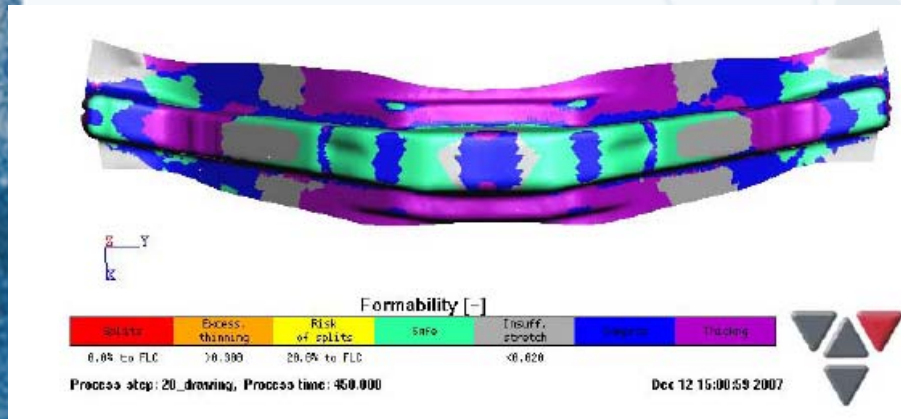 Z Y
X
Formability [-]
Splits Excess. thinning Risk of splits Safe Insuff. stretch Compress Thickng
0.0% to FLC >0.300 20.0% to FLC <0.020
Process step: 20_drawing, Process time: 450.000 Dec 12 15:00:59 2007